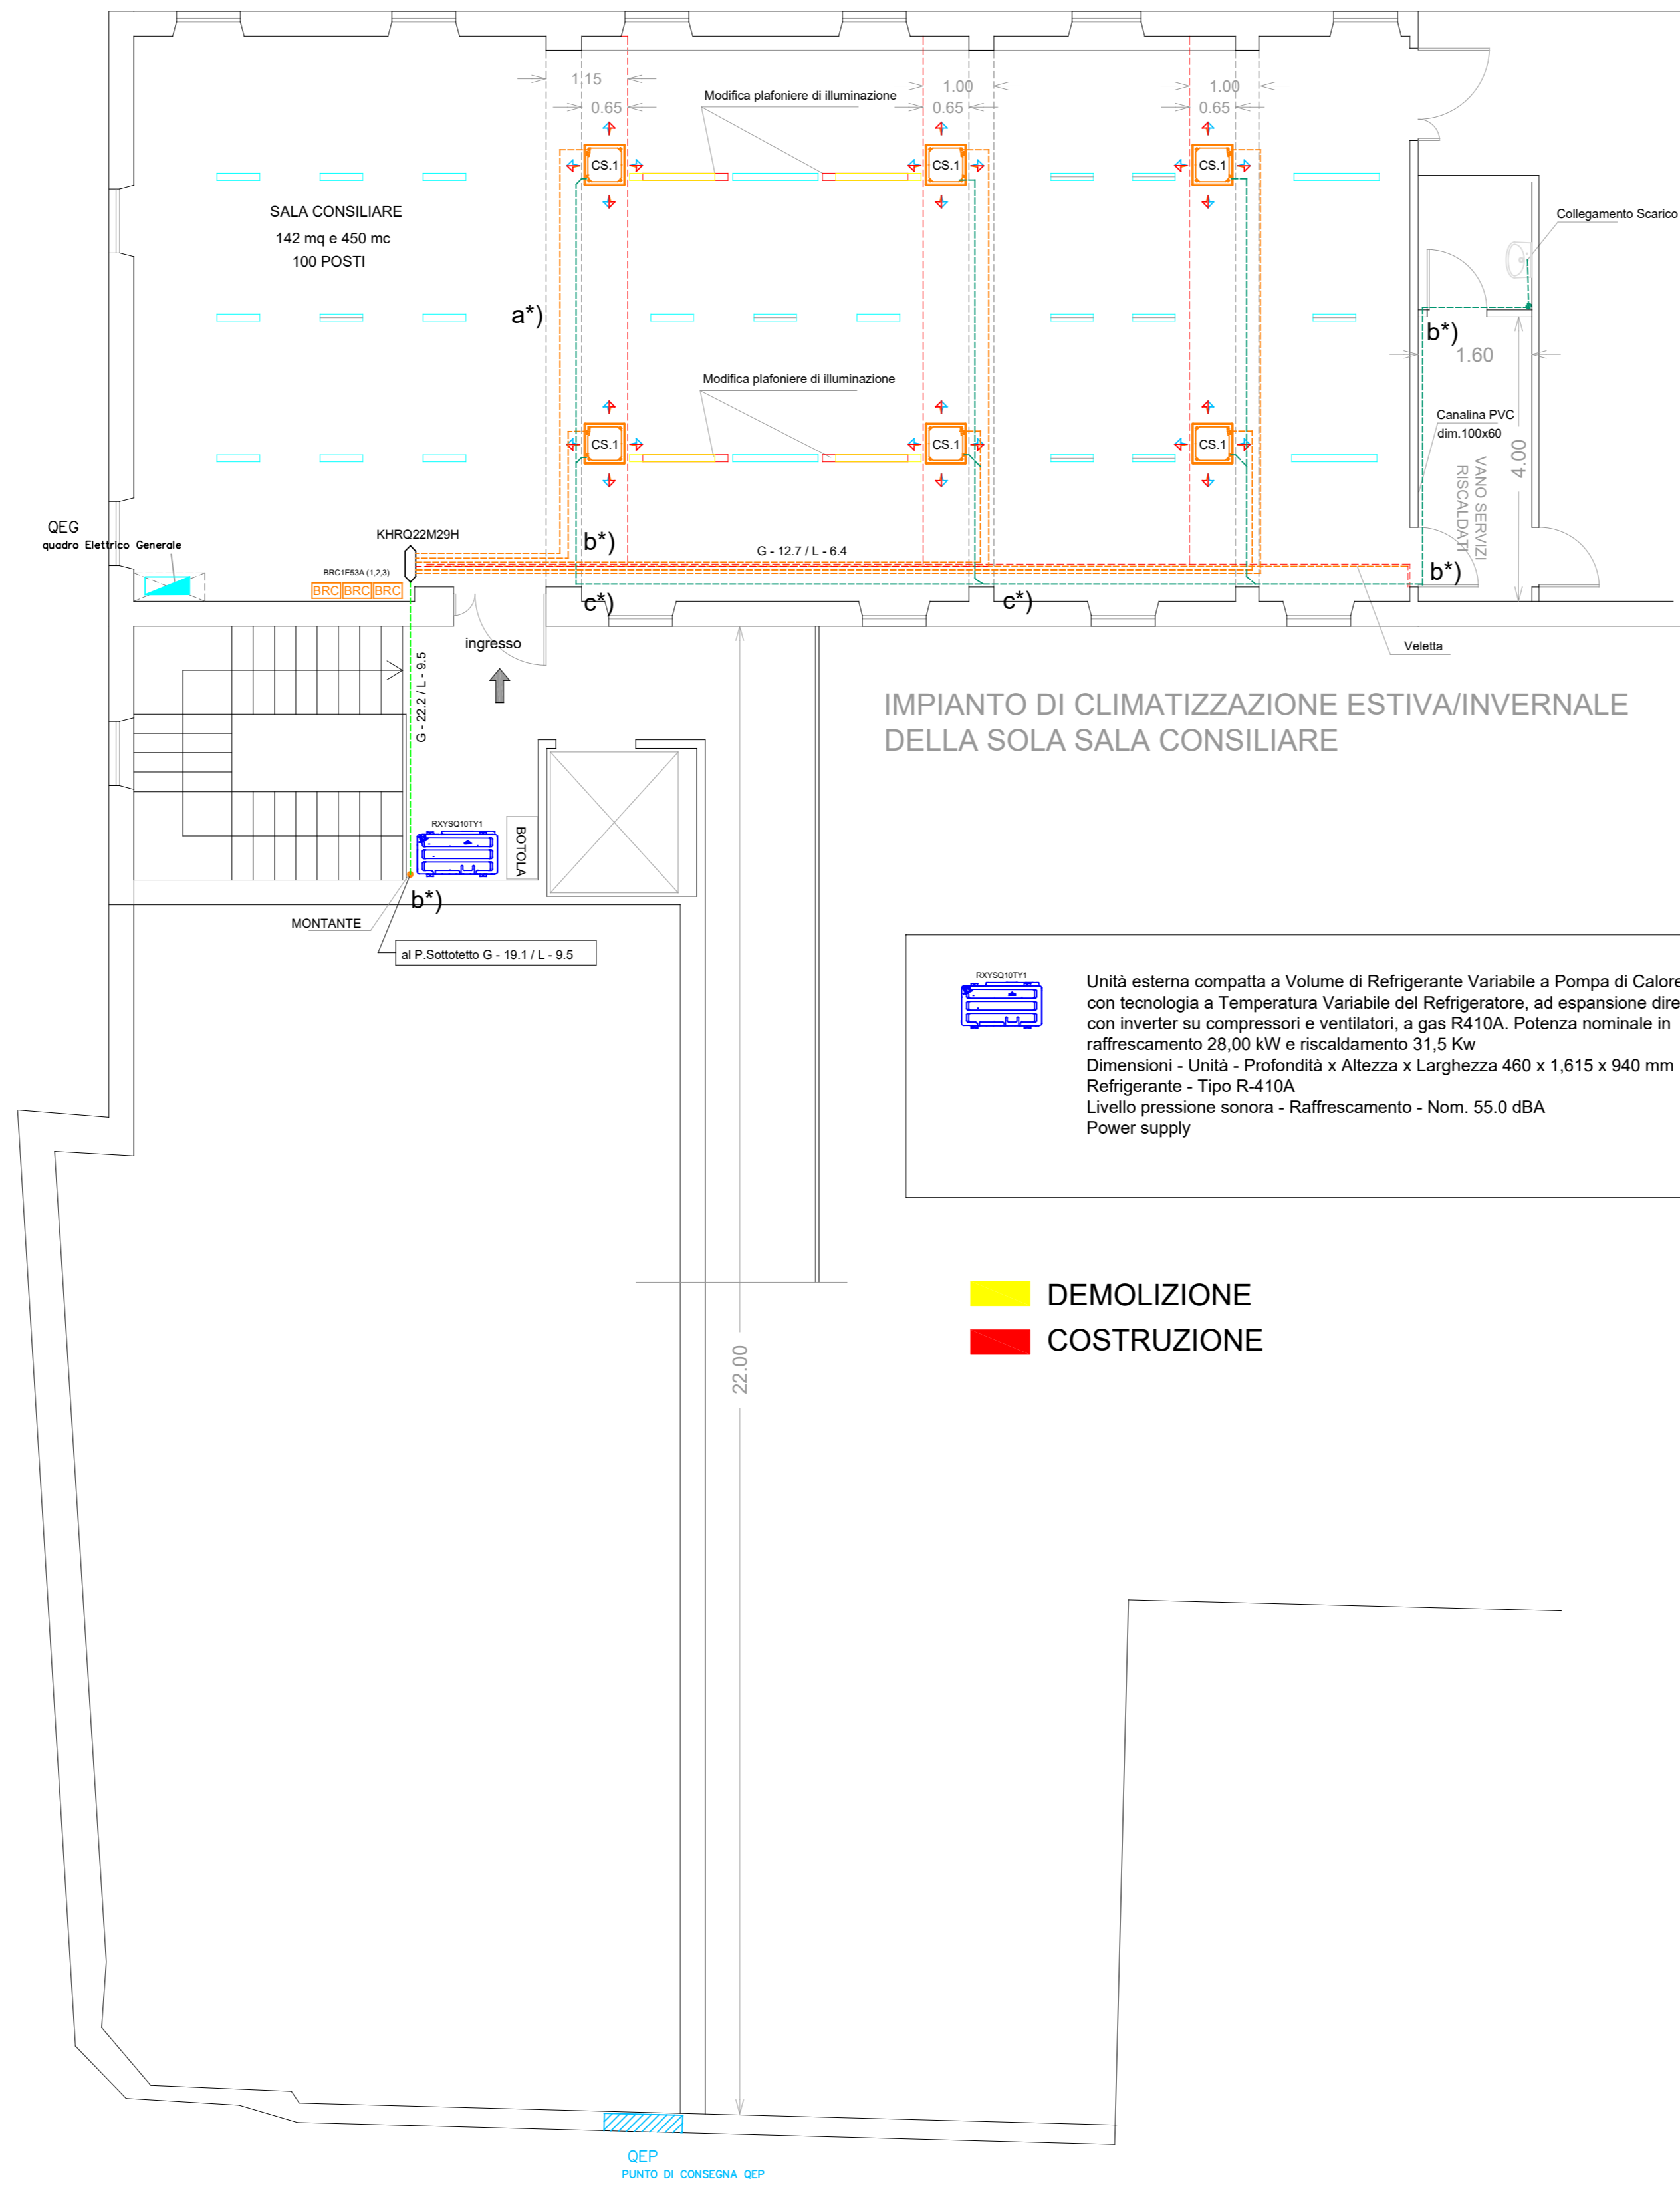 1.15
0.65
Modifica plafoniere di illuminazione
1.00
0.65
1.00
0.65
CS.1
CS.1
CS.1
SALA CONSILIARE
142 mq e 450 mc
100 POSTI
Collegamento Scarico
a*)
b*)
1.60
Modifica plafoniere di illuminazione
Canalina PVC
dim.100x60
4.00
VANO SERVIZI
RISCALDATI
CS.1
CS.1
CS.1
QEG
quadro Elettrico Generale
KHRQ22M29H
b*)
G - 12.7 / L - 6.4
BRC1E53A (1,2,3)
BRC BRC BRC
b*)
c*)
c*)
ingresso
Veletta
G - 22.2 / L - 9.5
IMPIANTO DI CLIMATIZZAZIONE ESTIVA/INVERNALE
DELLA SOLA SALA CONSILIARE
RXYSQ10TY1
BOTOLA
b*)
MONTANTE
al P.Sottotetto G - 19.1 / L - 9.5
RXYSQ10TY1
Unità esterna compatta a Volume di Refrigerante Variabile a Pompa di Calore
con tecnologia a Temperatura Variabile del Refrigeratore, ad espansione dire
con inverter su compressori e ventilatori, a gas R410A. Potenza nominale in
raffrescamento 28,00 kW e riscaldamento 31,5 Kw
Dimensioni - Unità - Profondità x Altezza x Larghezza 460 x 1,615 x 940 mm
Refrigerante - Tipo R-410A
Livello pressione sonora - Raffrescamento - Nom. 55.0 dBA
Power supply
DEMOLIZIONE
COSTRUZIONE
22.00
QEP
PUNTO DI CONSEGNA QEP